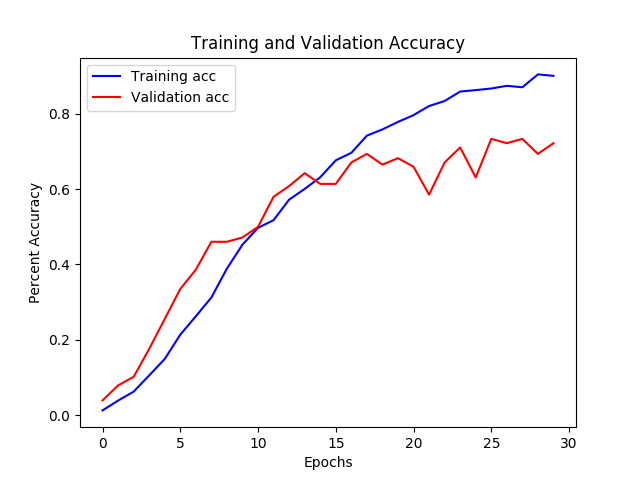 Training and Validation Accuracy
Training acc
Validation acc
Percent Accuracy
0.8
0.6
0.4
0.2
0.0
0 5 10 15 20 25 30
Epochs